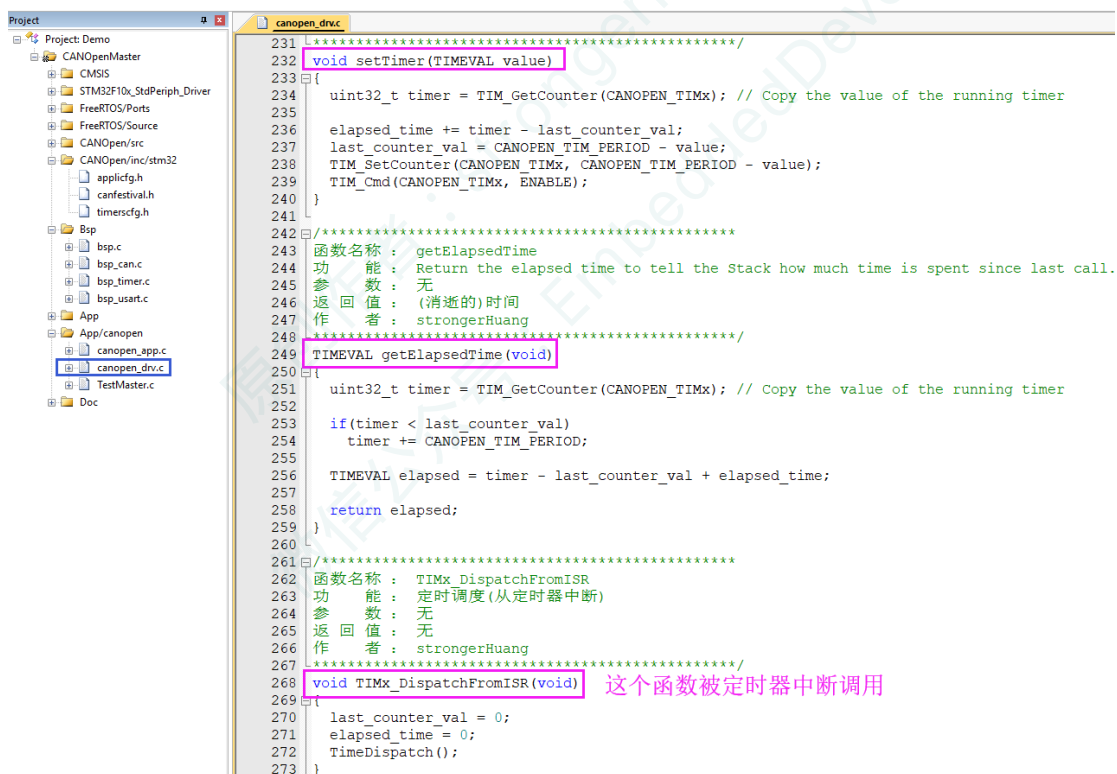 Project
Project: Demo
CANOpenMaster
CMSIS
STM32F10x_StdPeriph_Driver
FreeRTOS/Ports
FreeRTOS/Source
CANOpen/src
CANOpen/inc/stm32
applicfg.h
canfestival.h
timerscfg.h
Bsp
bsp.c
bsp_can.c
bsp_timer.c
bsp_usart.c
App
App/canopen
canopen_app.c
canopen_drv.c
TestMaster.c
Doc
canopen_drv.c
231 ************************************************/
232 void setTimer(TIMEVAL value)
233 {
234   uint32_t timer = TIM_GetCounter(CANOPEN_TIMx); // Copy the value of the running timer
235
236   elapsed_time += timer - last_counter_val;
237   last_counter_val = CANOPEN_TIM_PERIOD - value;
238   TIM_SetCounter(CANOPEN_TIMx, CANOPEN_TIM_PERIOD - value);
239   TIM_Cmd(CANOPEN_TIMx, ENABLE);
240 }
241
242 /************************************************
243 函数名称 : getElapsedTime
244 功    能 : Return the elapsed time to tell the Stack how much time is spent since last call.
245 参    数 : 无
246 返 回 值 : (消逝的)时间
247 作    者 : strongerHuang
248 ************************************************/
249 TIMEVAL getElapsedTime(void)
250 {
251   uint32_t timer = TIM_GetCounter(CANOPEN_TIMx); // Copy the value of the running timer
252
253   if(timer < last_counter_val)
254     timer += CANOPEN_TIM_PERIOD;
255
256   TIMEVAL elapsed = timer - last_counter_val + elapsed_time;
257
258   return elapsed;
259 }
260
261 /************************************************
262 函数名称 : TIMx_DispatchFromISR
263 功    能 : 定时调度(从定时器中断)
264 参    数 : 无
265 返 回 值 : 无
266 作    者 : strongerHuang
267 ************************************************/
268 void TIMx_DispatchFromISR(void) 这个函数被定时器中断调用
269 {
270   last_counter_val = 0;
271   elapsed_time = 0;
272   TimeDispatch();
273 }